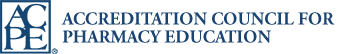 ACPE® ACCREDITATION COUNCIL FOR
PHARMACY EDUCATION